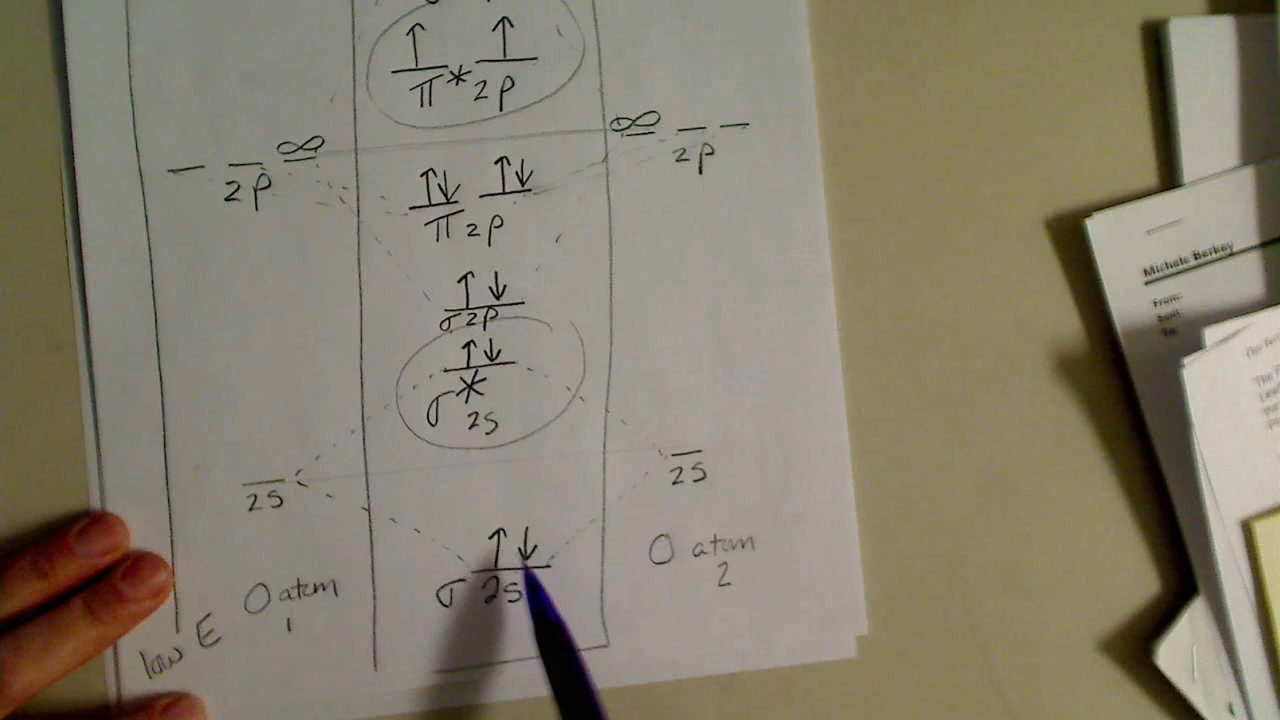 ↑ ↑
π* 2p
∞ ∞
2p 2p
↑↓ ↑↓
π 2p
↑↓
σ 2p
↑↓
σ* 2s
2s 2s
↑↓
σ 2s
O atom 1
O atom 2
low E
Michele Berkey
From:
Sent:
To: